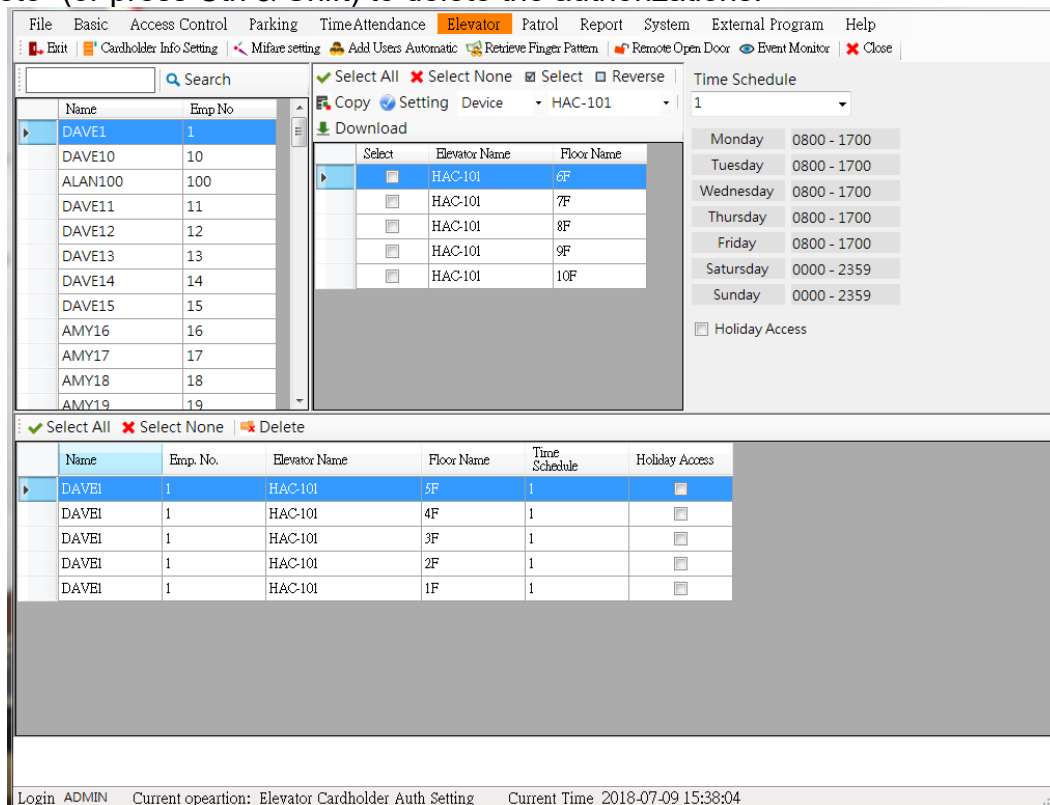 (or press Ctrl & Shift) to delete the authorizations.
File Basic Access Control Parking TimeAttendance Elevator Patrol Report System External Program Help
Exit Cardholder Info Setting Mifare setting Add Users Automatic Retrieve Finger Pattern Remote Open Door Event Monitor Close
Search
Name Emp No
DAVE1 1
DAVE10 10
ALAN100 100
DAVE11 11
DAVE12 12
DAVE13 13
DAVE14 14
DAVE15 15
AMY16 16
AMY17 17
AMY18 18
AMY19 19
Select All Select None Select Reverse
Copy Setting Device HAC-101
Download
Select Elevator Name Floor Name
HAC-101 6F
HAC-101 7F
HAC-101 8F
HAC-101 9F
HAC-101 10F
Time Schedule
1
Monday 0800 - 1700
Tuesday 0800 - 1700
Wednesday 0800 - 1700
Thursday 0800 - 1700
Friday 0800 - 1700
Satursday 0000 - 2359
Sunday 0000 - 2359
Holiday Access
Select All Select None Delete
Name Emp. No. Elevator Name Floor Name Time Schedule Holiday Access
DAVE1 1 HAC-101 5F 1
DAVE1 1 HAC-101 4F 1
DAVE1 1 HAC-101 3F 1
DAVE1 1 HAC-101 2F 1
DAVE1 1 HAC-101 1F 1
Login ADMIN Current opeartion: Elevator Cardholder Auth Setting Current Time 2018-07-09 15:38:04